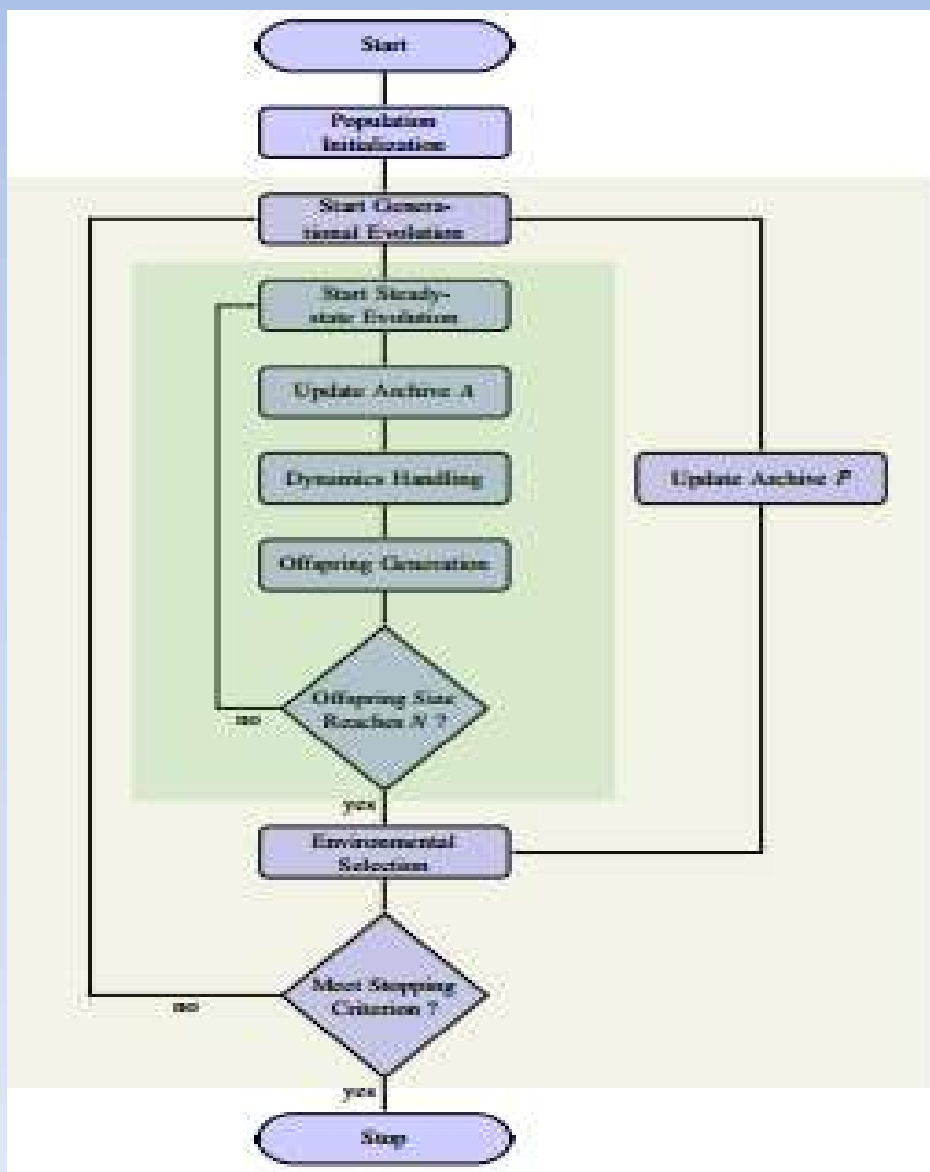 Start
Population
Initialization
Start Genera-
tional Evolution
Start Steady-
state Evolution
Update Archive A
Dynamics Handling
Update Archive P
Offspring Generation
Offspring Size
Reaches N ?
no
yes
Environmental
Selection
Meet Stopping
Criterion ?
no
yes
Stop